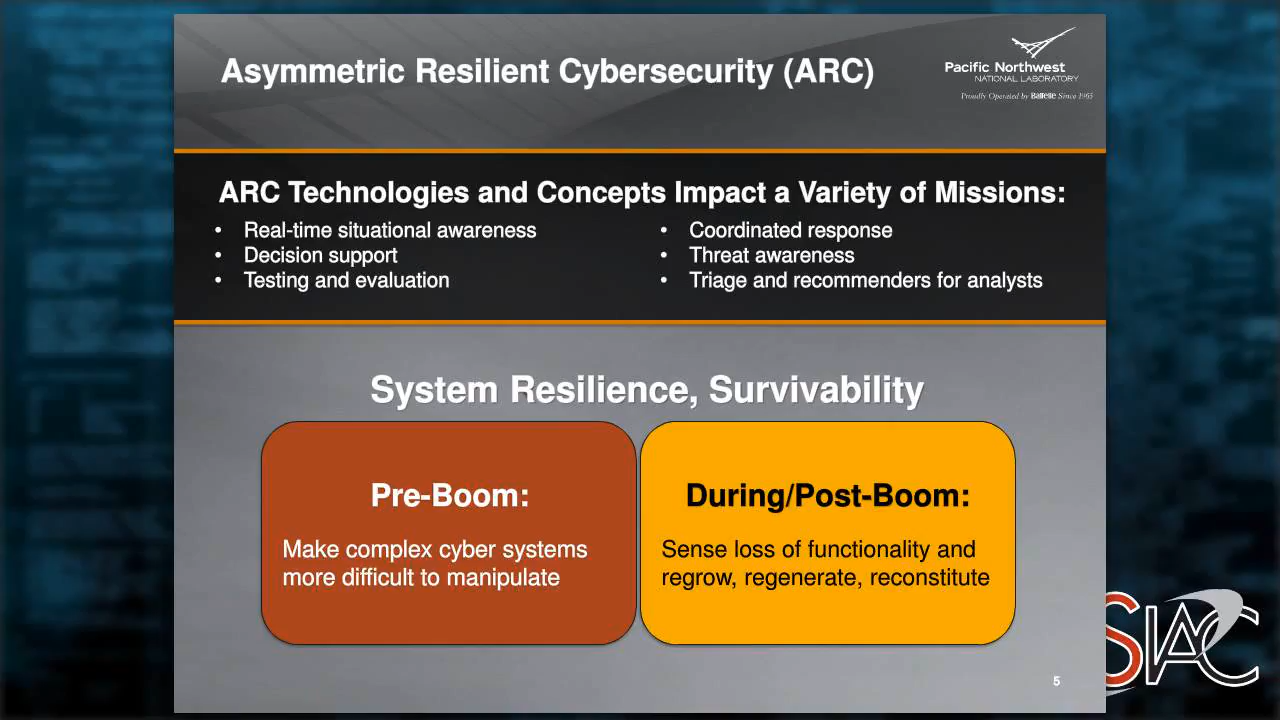 Asymmetric Resilient Cybersecurity (ARC)
Pacific Northwest
NATIONAL LABORATORY
Proudly Operated by Battelle Since 1965
ARC Technologies and Concepts Impact a Variety of Missions:
• Real-time situational awareness
• Decision support
• Testing and evaluation
• Coordinated response
• Threat awareness
• Triage and recommenders for analysts
System Resilience, Survivability
Pre-Boom:
Make complex cyber systems
more difficult to manipulate
During/Post-Boom:
Sense loss of functionality and
regrow, regenerate, reconstitute
5
SIAC